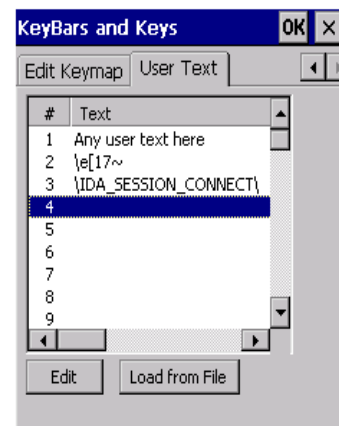 KeyBars and Keys OK ×
Edit Keymap User Text
# Text
1 Any user text here
2 \e[17~
3 \IDA_SESSION_CONNECT\
4
5
6
7
8
9
Edit Load from File